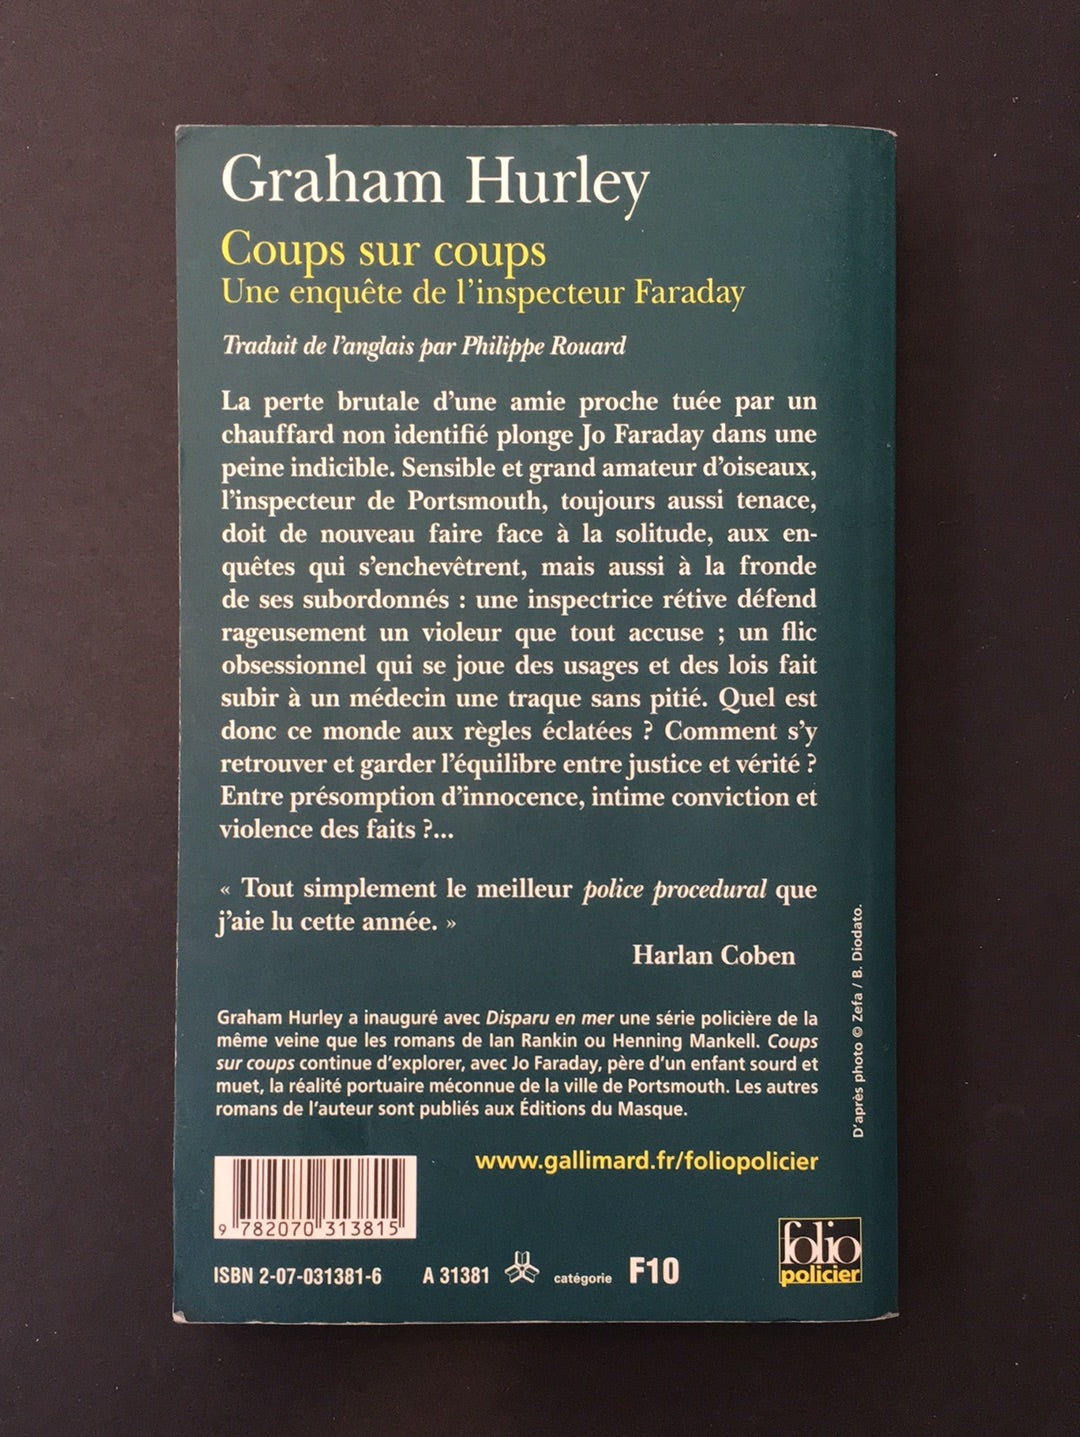 Graham Hurley
Coups sur coups
Une enquête de l'inspecteur Faraday
Traduit de l'anglais par Philippe Rouard
La perte brutale d'une amie proche tuée par un
chauffard non identifié plonge Jo Faraday dans une
peine indicible. Sensible et grand amateur d'oiseaux,
l'inspecteur de Portsmouth, toujours aussi tenace,
doit de nouveau faire face à la solitude, aux en-
quêtes qui s'enchevêtrent, mais aussi à la fronde
de ses subordonnés : une inspectrice rétive défend
rageusement un violeur que tout accuse ; un flic
obsessionnel qui se joue des usages et des lois fait
subir à un médecin une traque sans pitié. Quel est
donc ce monde aux règles éclatées ? Comment s'y
retrouver et garder l'équilibre entre justice et vérité ?
Entre présomption d'innocence, intime conviction et
violence des faits ?...
« Tout simplement le meilleur police procedural que
j'aie lu cette année. »
Harlan Coben
Graham Hurley a inauguré avec Disparu en mer une série policière de la
même veine que les romans de Ian Rankin ou Henning Mankell. Coups
sur coups continue d'explorer, avec Jo Faraday, père d'un enfant sourd et
muet, la réalité portuaire méconnue de la ville de Portsmouth. Les autres
romans de l'auteur sont publiés aux Éditions du Masque.
D'après photo © Zefa / B. Diodato.
www.gallimard.fr/foliopolicier
9 782070 313815
ISBN 2-07-031381-6 A 31381 catégorie F10
folio
policier